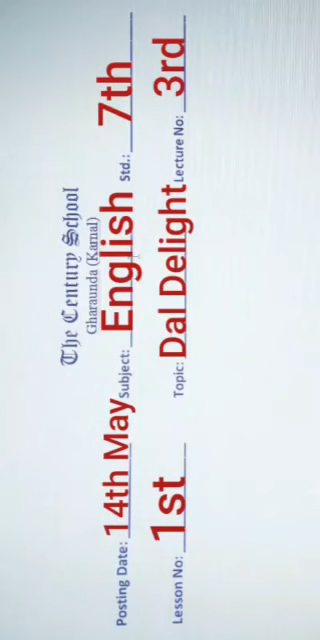 The Century School
Gharaunda (Karnal)
Posting Date: 14th May Subject: English Std.: 7th
Lesson No: 1st Topic: Dal Delight Lecture No: 3rd